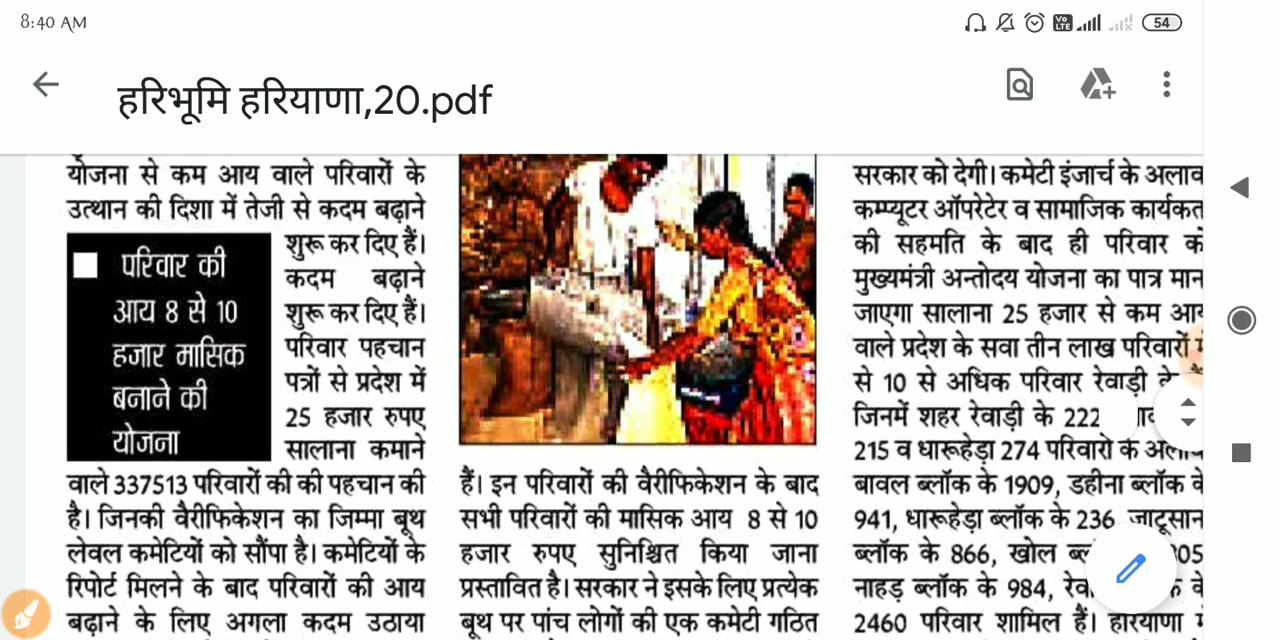 8:40 AM
54
हरिभूमि हरियाणा,20.pdf
योजना से कम आय वाले परिवारों के
उत्थान की दिशा में तेजी से कदम बढ़ाने
शुरू कर दिए हैं।
कदम बढ़ाने
शुरू कर दिए हैं।
परिवार पहचान
पत्रों से प्रदेश में
25 हजार रुपए
सालाना कमाने
परिवार की
आय 8 से 10
हजार मासिक
बनाने की
योजना
वाले 337513 परिवारों की की पहचान की
है। जिनकी वैरीफिकेशन का जिम्मा बूथ
लेवल कमेटियों को सौंपा है। कमेटियों के
रिपोर्ट मिलने के बाद परिवारों की आय
बढ़ाने के लिए अगला कदम उठाया
हैं। इन परिवारों की वैरीफिकेशन के बाद
सभी परिवारों की मासिक आय 8 से 10
हजार रुपए सुनिश्चित किया जाना
प्रस्तावित है। सरकार ने इसके लिए प्रत्येक
बूथ पर पांच लोगों की एक कमेटी गठित
सरकार को देगी। कमेटी इंजार्च के अलाव
कम्प्यूटर ऑपरेटर व सामाजिक कार्यकत
की सहमति के बाद ही परिवार को
मुख्यमंत्री अन्तोदय योजना का पात्र मान
जाएगा सालाना 25 हजार से कम आय
वाले प्रदेश के सवा तीन लाख परिवारों
से 10 से अधिक परिवार रेवाड़ी के
जिनमें शहर रेवाड़ी के 222
215 व धारूहेड़ा 274 परिवारो के
बावल ब्लॉक के 1909, डहीना ब्लॉक के
941, धारूहेड़ा ब्लॉक के 236 जाटूसान
ब्लॉक के 866, खोल
नाहड़ ब्लॉक के 984,
2460 परिवार शामिल हैं। हरियाणा